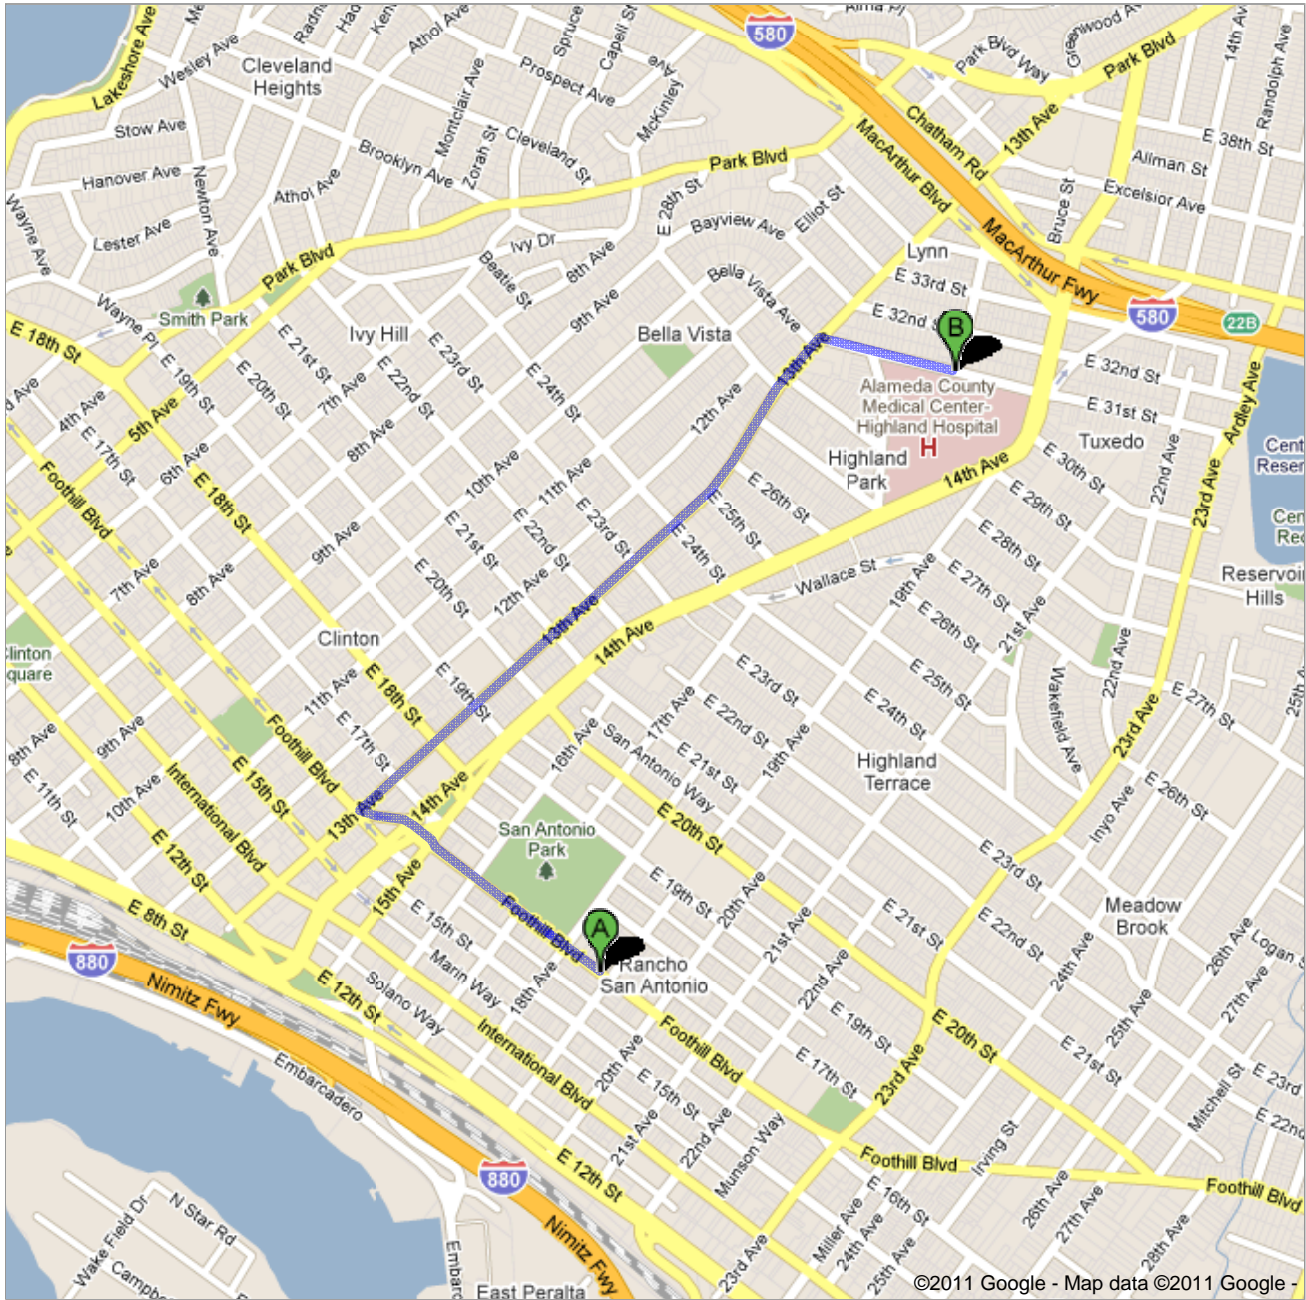 Lakeshore Ave
Wesley Ave
Athol Ave
Spruce
Capell St
Prospect Ave
McKinley
Ave
580
Park Blvd Way
Greenwood Av
Park Blvd
14th Av
Randolph Ave
Cleveland
Heights
Stow Ave
Montclair Ave
Zorah St
Cleveland St
Brooklyn Ave
Park Blvd
MacArthur Blvd
Chatham Rd
13th Ave
E 38th St
Allman St
Excelsior Ave
Hanover Ave
Newton Ave
Athol Ave
Wayne Ave
Lester Ave
E 28th St
Bayview Ave
Elliot St
Bruce St
Lynn
MacArthur Fwy
Park Blvd
Ivy Dr
Beatie St
8th Ave
9th Ave
Bella Vista Ave
E 33rd St
E 32nd S
580
22B
Smith Park
Wayne Pl
E 18th St
Ivy Hill
Bella Vista
B
E 21st St
E 20th St
E 19th St
E 22nd St
E 23rd St
E 24th St
7th Ave
8th Ave
13th Ave
12th Ave
Alameda County
Medical Center-
Highland Hospital
H
E 32nd St
E 31st St
Ardley Ave
d Ave
4th Ave
5th Ave
6th Ave
E 17th St
E 18th St
Foothill Blvd
Highland
Park
14th Ave
Tuxedo
E 30th St
22nd Ave
23rd Ave
Cent
Reser
10th Ave
11th Ave
E 26th St
E 25th St
E 24th St
E 29th St
E 28th St
Cen
Rec
9th Ave
E 21st St
E 22nd St
E 23rd St
E 20th St
12th Ave
Wallace St
19th Ave
E 27th St
E 26th St
21st Ave
Reservoi
Hills
7th Ave
8th Ave
Clinton
13th Ave
14th Ave
E 25th St
22nd Ave
Wakefield Ave
Clinton
quare
E 18th St
E 19th St
11th Ave
E 17th St
E 23rd St
E 22nd St
E 24th St
E 27th St
25th A
23rd Ave
8th Ave
9th Ave
10th Ave
E 11th St
Foothill Blvd
E 15th St
International Blvd
E 12th St
13th Ave
14th Ave
16th Ave
17th Ave
San Antonio Way
E 21st St
19th Ave
Highland
Terrace
E 26th St
Inyo Ave
San Antonio
Park
E 20th St
E 19th St
20th Ave
E 23rd St
15th Ave
E 8th St
E 15th St
Marin Way
Solano Way
Foothill Blvd
A
18th Ave
Rancho
San Antonio
21st Ave
22nd Ave
E 21st St
E 22nd St
Meadow
Brook
24th Ave
26th Ave
Logan S
880
Nimitz Fwy
E 12th St
International Blvd
Foothill Blvd
E 19th St
E 17th St
E 20th St
23rd Ave
25th Ave
27th Ave
E 21st St
Mitchell St
E 23rd
E 22nd
Embarcadero
20th Ave
E 15th St
21st Ave
22nd Ave
Munson Way
E 12th St
Foothill Blvd
Irving St
Foothill Blvd
880
Nimitz Fwy
N Star Rd
Wake Field Dr
Campbe
Embarc
East Peralta
23rd Ave
Miller Ave
24th Ave
25th Ave
E 16th St
26th Ave
27th Ave
28th Ave
©2011 Google - Map data ©2011 Google -